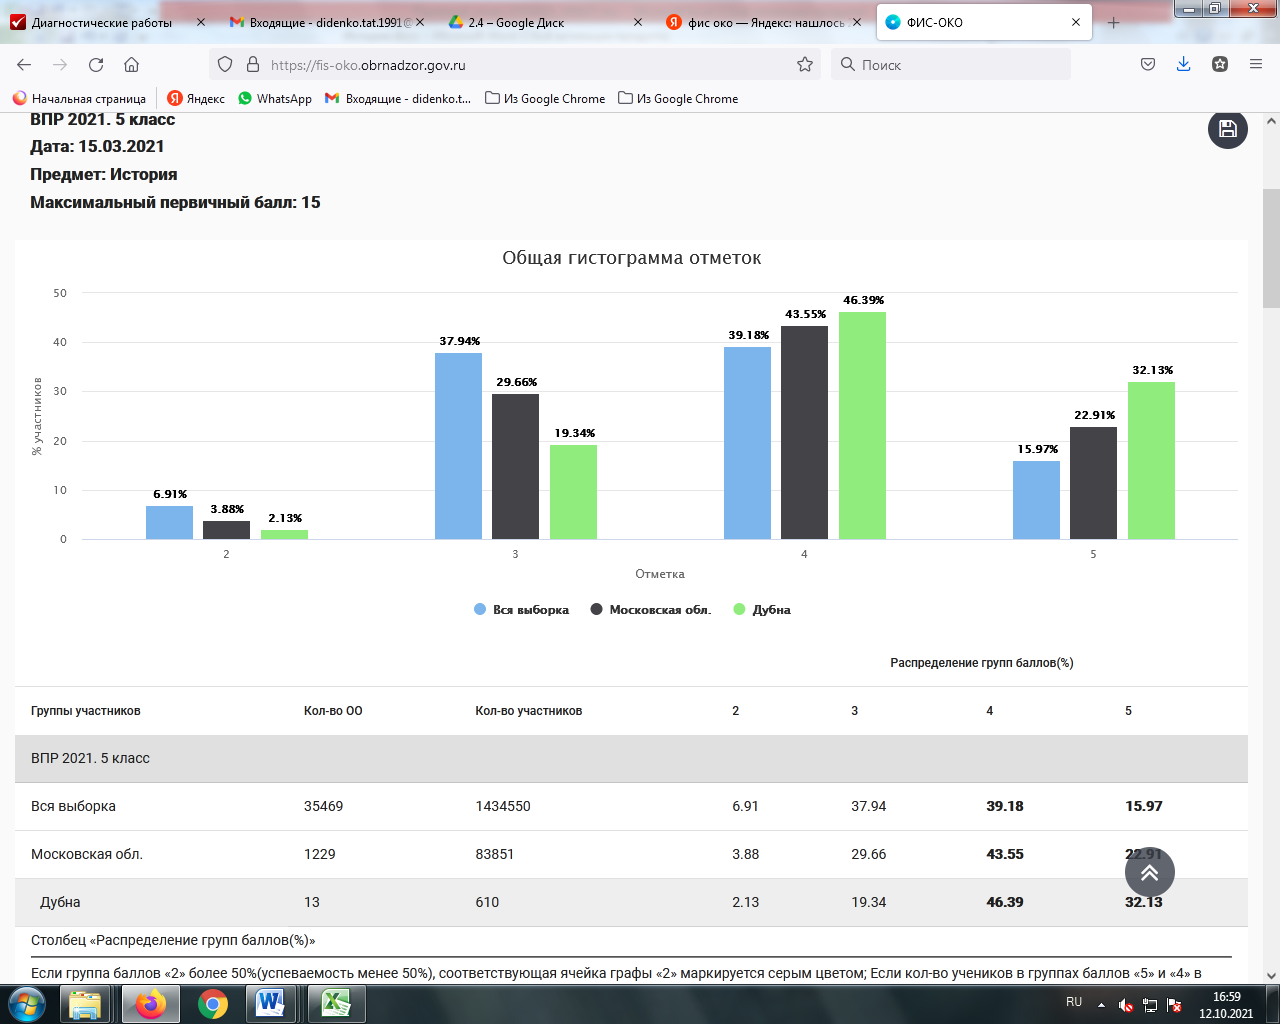 Диагностические работы
Входящие - didenko.tat.1991@
2.4 – Google Диск
фис око — Яндекс: нашлось
ФИС-ОКО
https://fis-oko.obrnadzor.gov.ru
Поиск
Начальная страница
Яндекс
WhatsApp
Входящие - didenko.t...
Из Google Chrome
Из Google Chrome
ВПР 2021. 5 класс
Дата: 15.03.2021
Предмет: История
Максимальный первичный балл: 15
Общая гистограмма отметок
% участников
50
40
30
20
10
0
6.91% 3.88% 2.13%
37.94% 29.66% 19.34%
39.18% 43.55% 46.39%
15.97% 22.91% 32.13%
2 3 4 5
Отметка
Вся выборка Московская обл. Дубна
Распределение групп баллов(%)
Группы участников Кол-во ОО Кол-во участников 2 3 4 5
ВПР 2021. 5 класс
Вся выборка 35469 1434550 6.91 37.94 39.18 15.97
Московская обл. 1229 83851 3.88 29.66 43.55 22.91
Дубна 13 610 2.13 19.34 46.39 32.13
Столбец «Распределение групп баллов(%)»
Если группа баллов «2» более 50%(успеваемость менее 50%), соответствующая ячейка графы «2» маркируется серым цветом; Если кол-во учеников в группах баллов «5» и «4» в
RU
16:59
12.10.2021